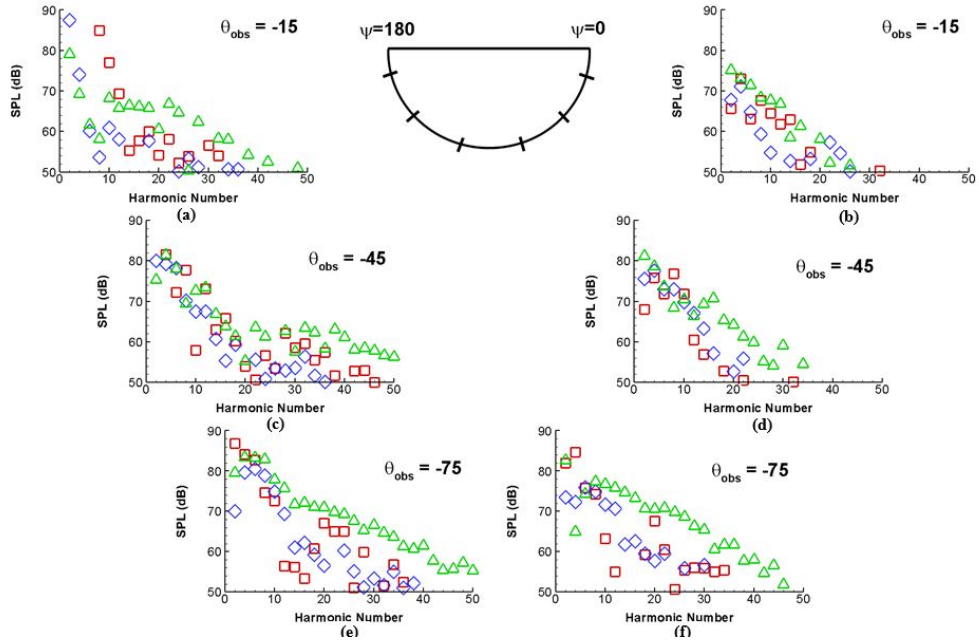 90
80
70
60
50
SPL (dB)
θobs = -15
0 10 20 30 40 50
Harmonic Number
(a)
ψ=180
ψ=0
90
80
70
60
50
SPL (dB)
θobs = -15
0 10 20 30 40 50
Harmonic Number
(b)
90
80
70
60
50
SPL (dB)
θobs = -45
0 10 20 30 40 50
Harmonic Number
(c)
90
80
70
60
50
SPL (dB)
θobs = -45
0 10 20 30 40 50
Harmonic Number
(d)
90
80
70
60
50
SPL (dB)
θobs = -75
0 10 20 30 40 50
Harmonic Number
(e)
90
80
70
60
50
SPL (dB)
θobs = -75
0 10 20 30 40 50
Harmonic Number
(f)